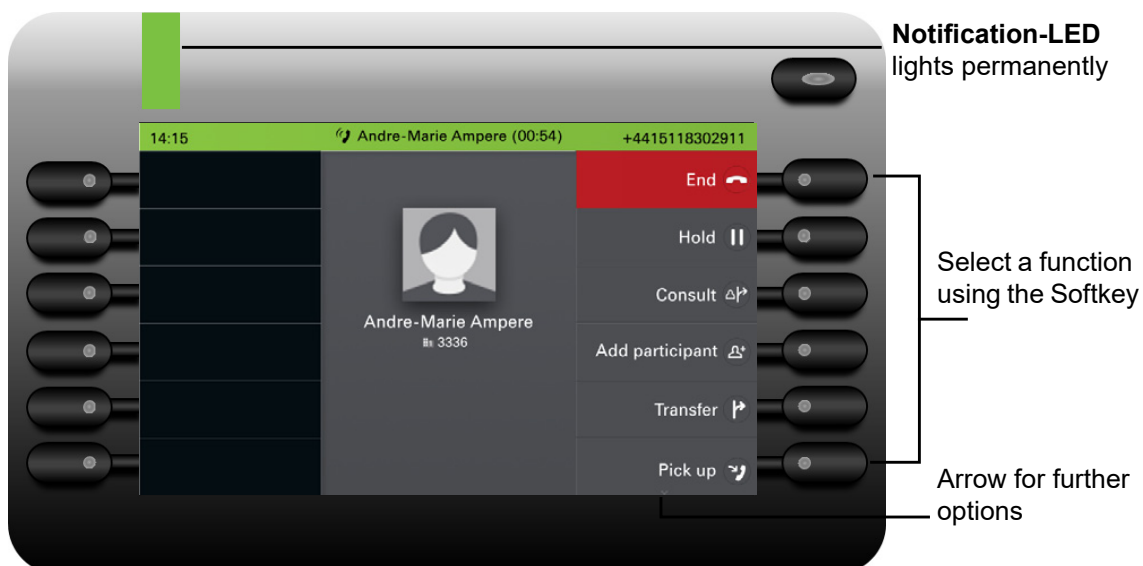 Notification-LED
lights permanently
14:15
Andre-Marie Ampere (00:54)
+4415118302911
End
Hold
Consult
Andre-Marie Ampere
3336
Add participant
Transfer
Pick up
Select a function
using the Softkey
Arrow for further
options